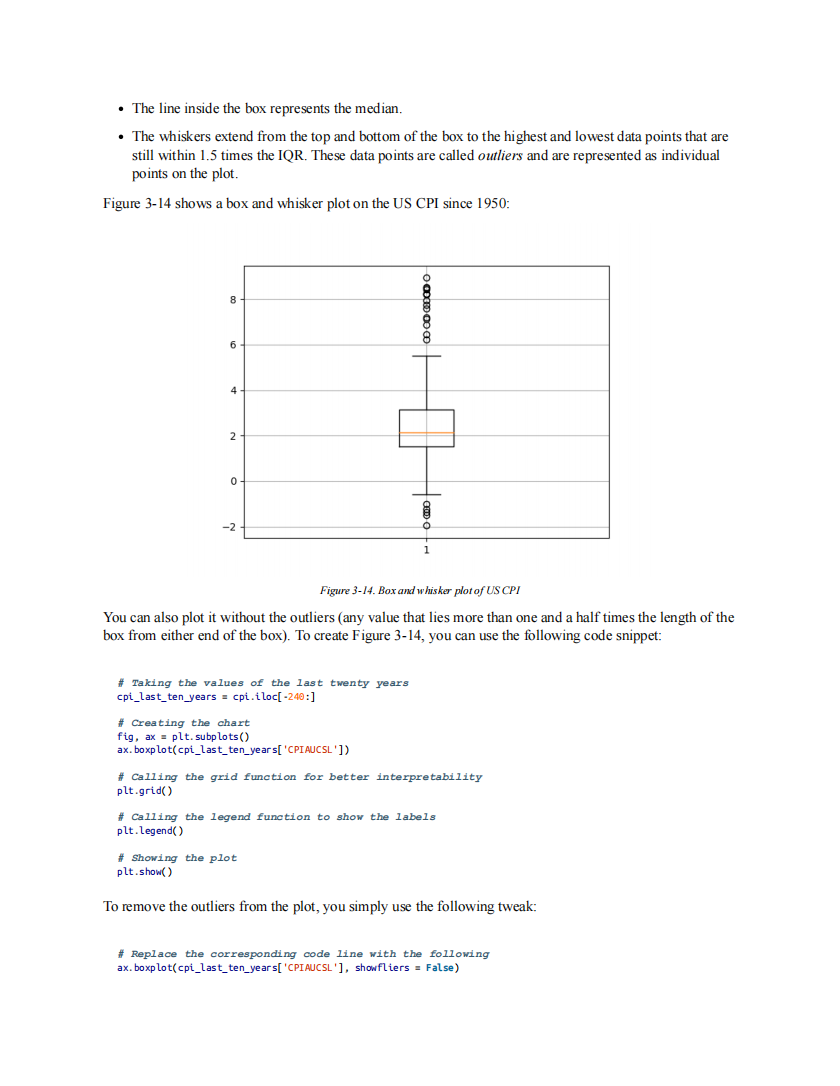 • The line inside the box represents the median.
• The whiskers extend from the top and bottom of the box to the highest and lowest data points that are
still within 1.5 times the IQR. These data points are called outliers and are represented as individual
points on the plot.
Figure 3-14 shows a box and whisker plot on the US CPI since 1950:
8
6
4
2
0
−2
1
Figure 3-14. Box and whisker plot of US CPI
You can also plot it without the outliers (any value that lies more than one and a half times the length of the
box from either end of the box). To create Figure 3-14, you can use the following code snippet:
# Taking the values of the last twenty years
cpi_last_ten_years = cpi.iloc[-240:]
# Creating the chart
fig, ax = plt.subplots()
ax.boxplot(cpi_last_ten_years['CPIAUCSL'])
# Calling the grid function for better interpretability
plt.grid()
# Calling the legend function to show the labels
plt.legend()
# Showing the plot
plt.show()
To remove the outliers from the plot, you simply use the following tweak:
# Replace the corresponding code line with the following
ax.boxplot(cpi_last_ten_years['CPIAUCSL'], showfliers = False)